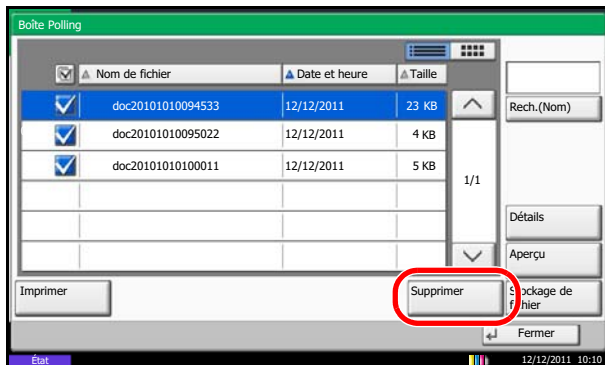 Boîte Polling
Nom de fichier Date et heure Taille
doc20101010094533 12/12/2011 23 KB Rech.(Nom)
doc20101010095022 12/12/2011 4 KB
doc20101010100011 12/12/2011 5 KB
1/1
Détails
Aperçu
Imprimer Supprimer Stockage de
fichier
Fermer
État 12/12/2011 10:10